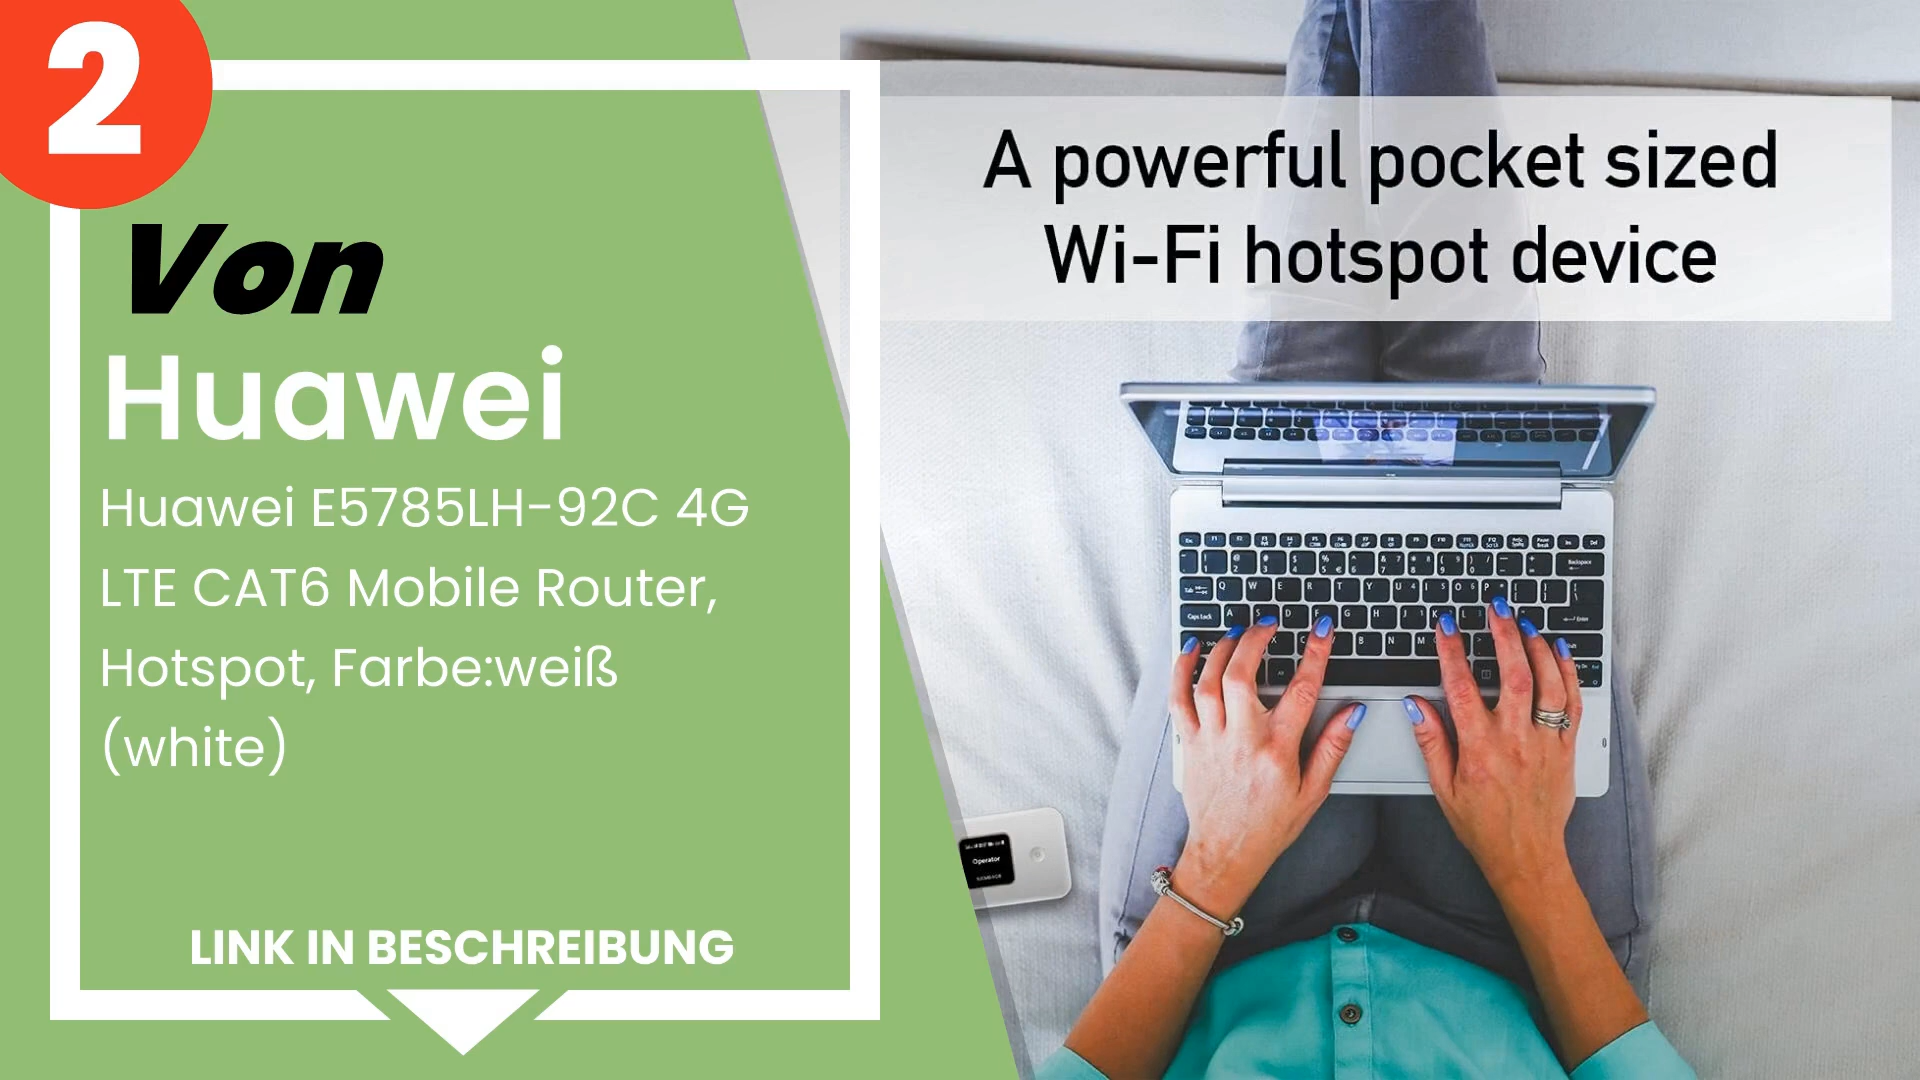 2
Von
Huawei
Huawei E5785LH-92C 4G
LTE CAT6 Mobile Router,
Hotspot, Farbe:weiß
(white)
LINK IN BESCHREIBUNG
A powerful pocket sized
Wi-Fi hotspot device
Operator